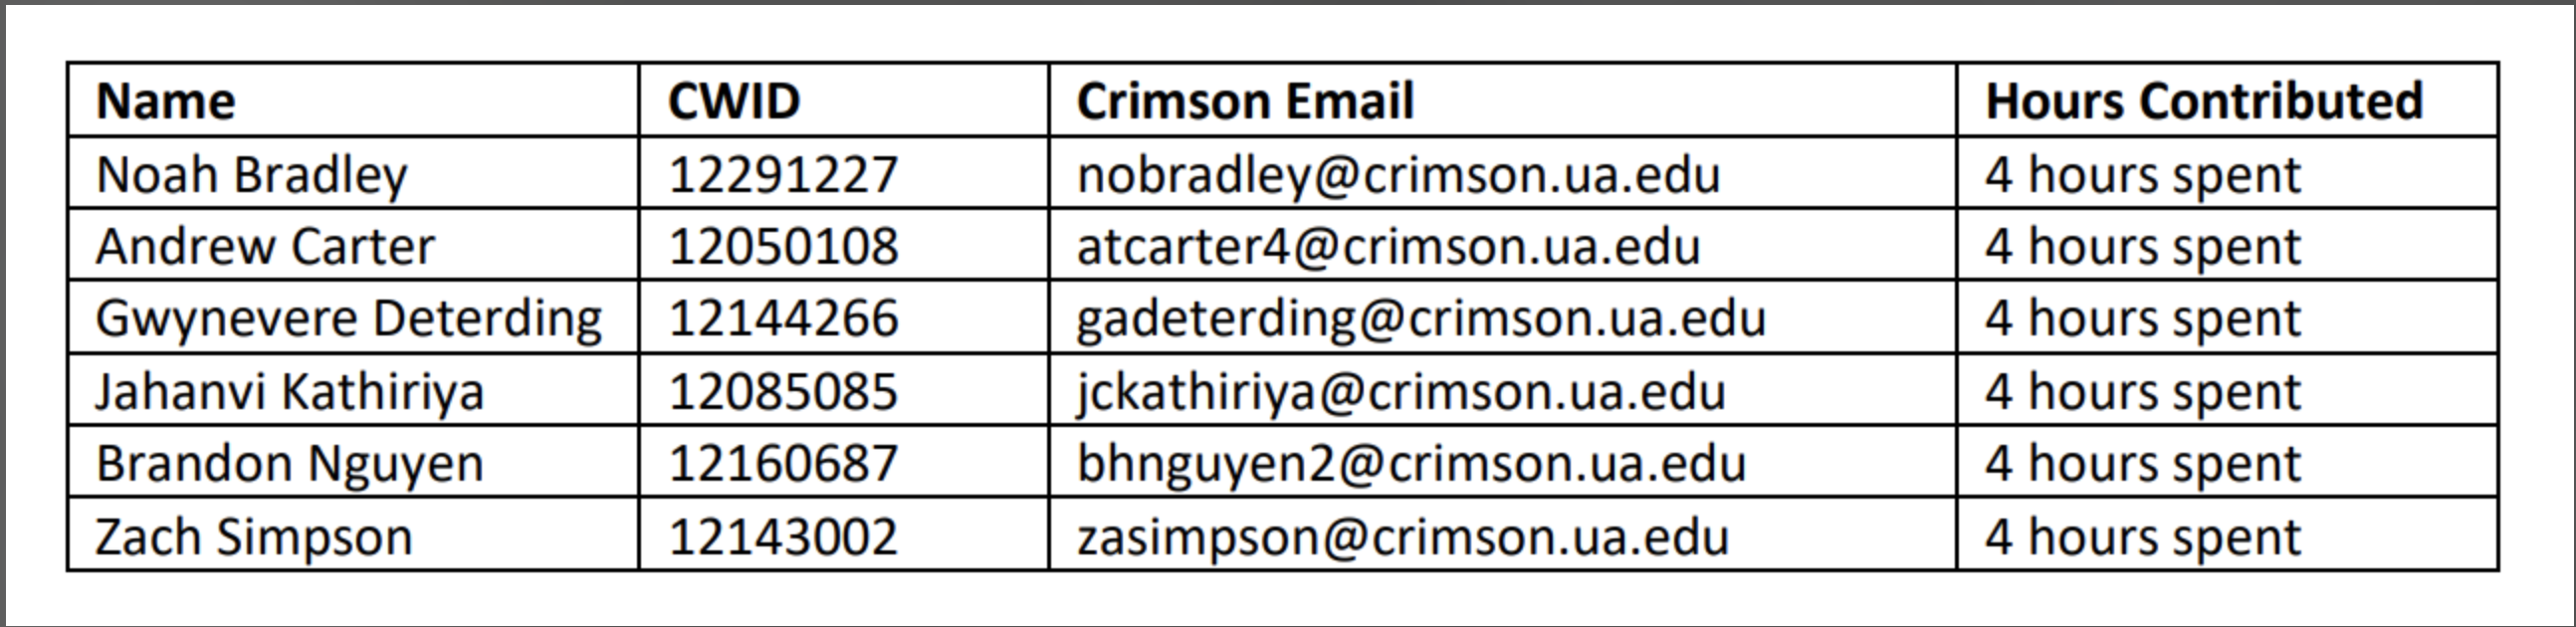 Name CWID Crimson Email Hours Contributed
Noah Bradley 12291227 nobradley@crimson.ua.edu 4 hours spent
Andrew Carter 12050108 atcarter4@crimson.ua.edu 4 hours spent
Gwynevere Deterding 12144266 gadeterding@crimson.ua.edu 4 hours spent
Jahanvi Kathiriya 12085085 jckathiriya@crimson.ua.edu 4 hours spent
Brandon Nguyen 12160687 bhnguyen2@crimson.ua.edu 4 hours spent
Zach Simpson 12143002 zasimpson@crimson.ua.edu 4 hours spent